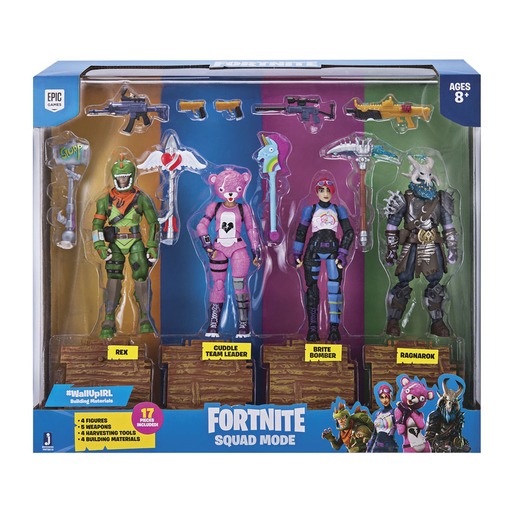 EPIC
GAMES
FORTNITE
AGES
8+
REX
CUDDLE
TEAM LEADER
BRITE
BOMBER
RAGNAROK
#WallUpIRL
Building Materials
• 4 FIGURES
• 5 WEAPONS
• 4 HARVESTING TOOLS
• 4 BUILDING MATERIALS
17
PIECES
INCLUDED!
FORTNITE
SQUAD MODE